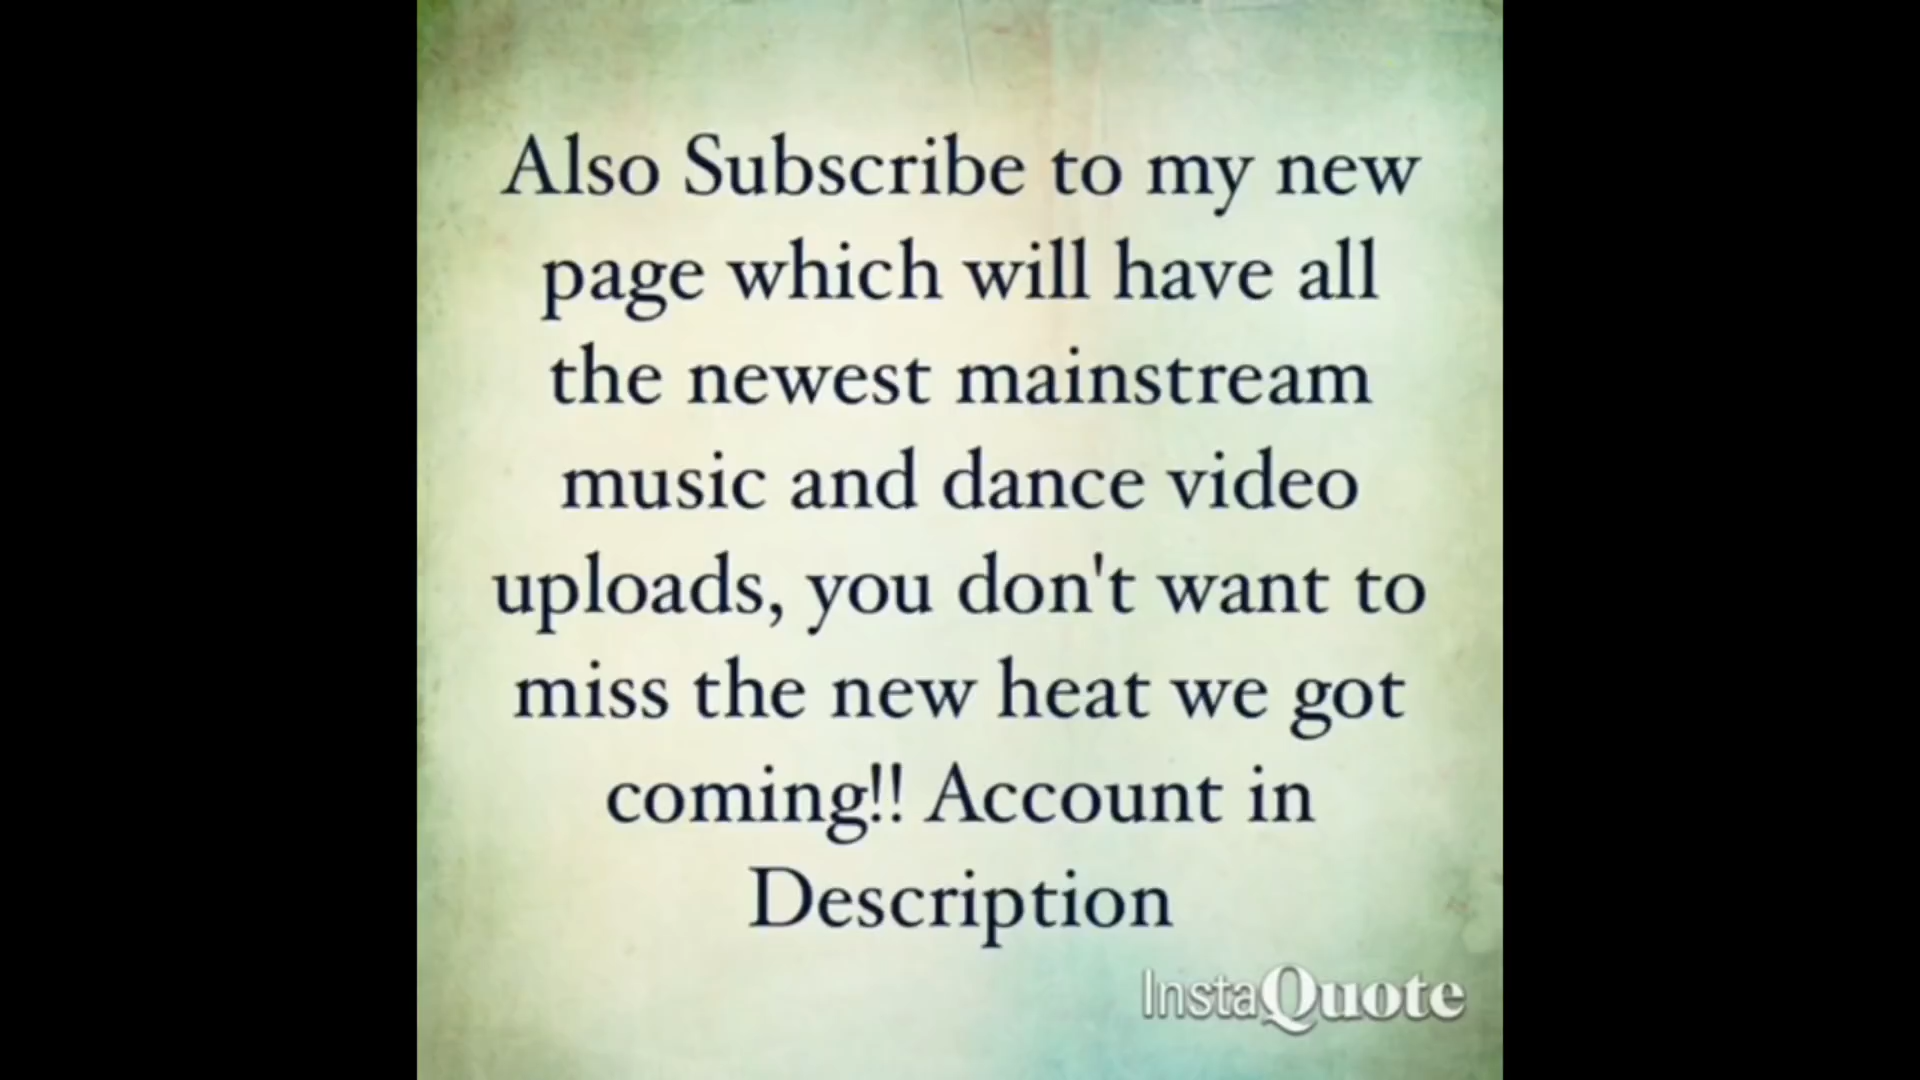 Also Subscribe to my new
page which will have all
the newest mainstream
music and dance video
uploads, you don't want to
miss the new heat we got
coming!! Account in
Description
InstaQuote